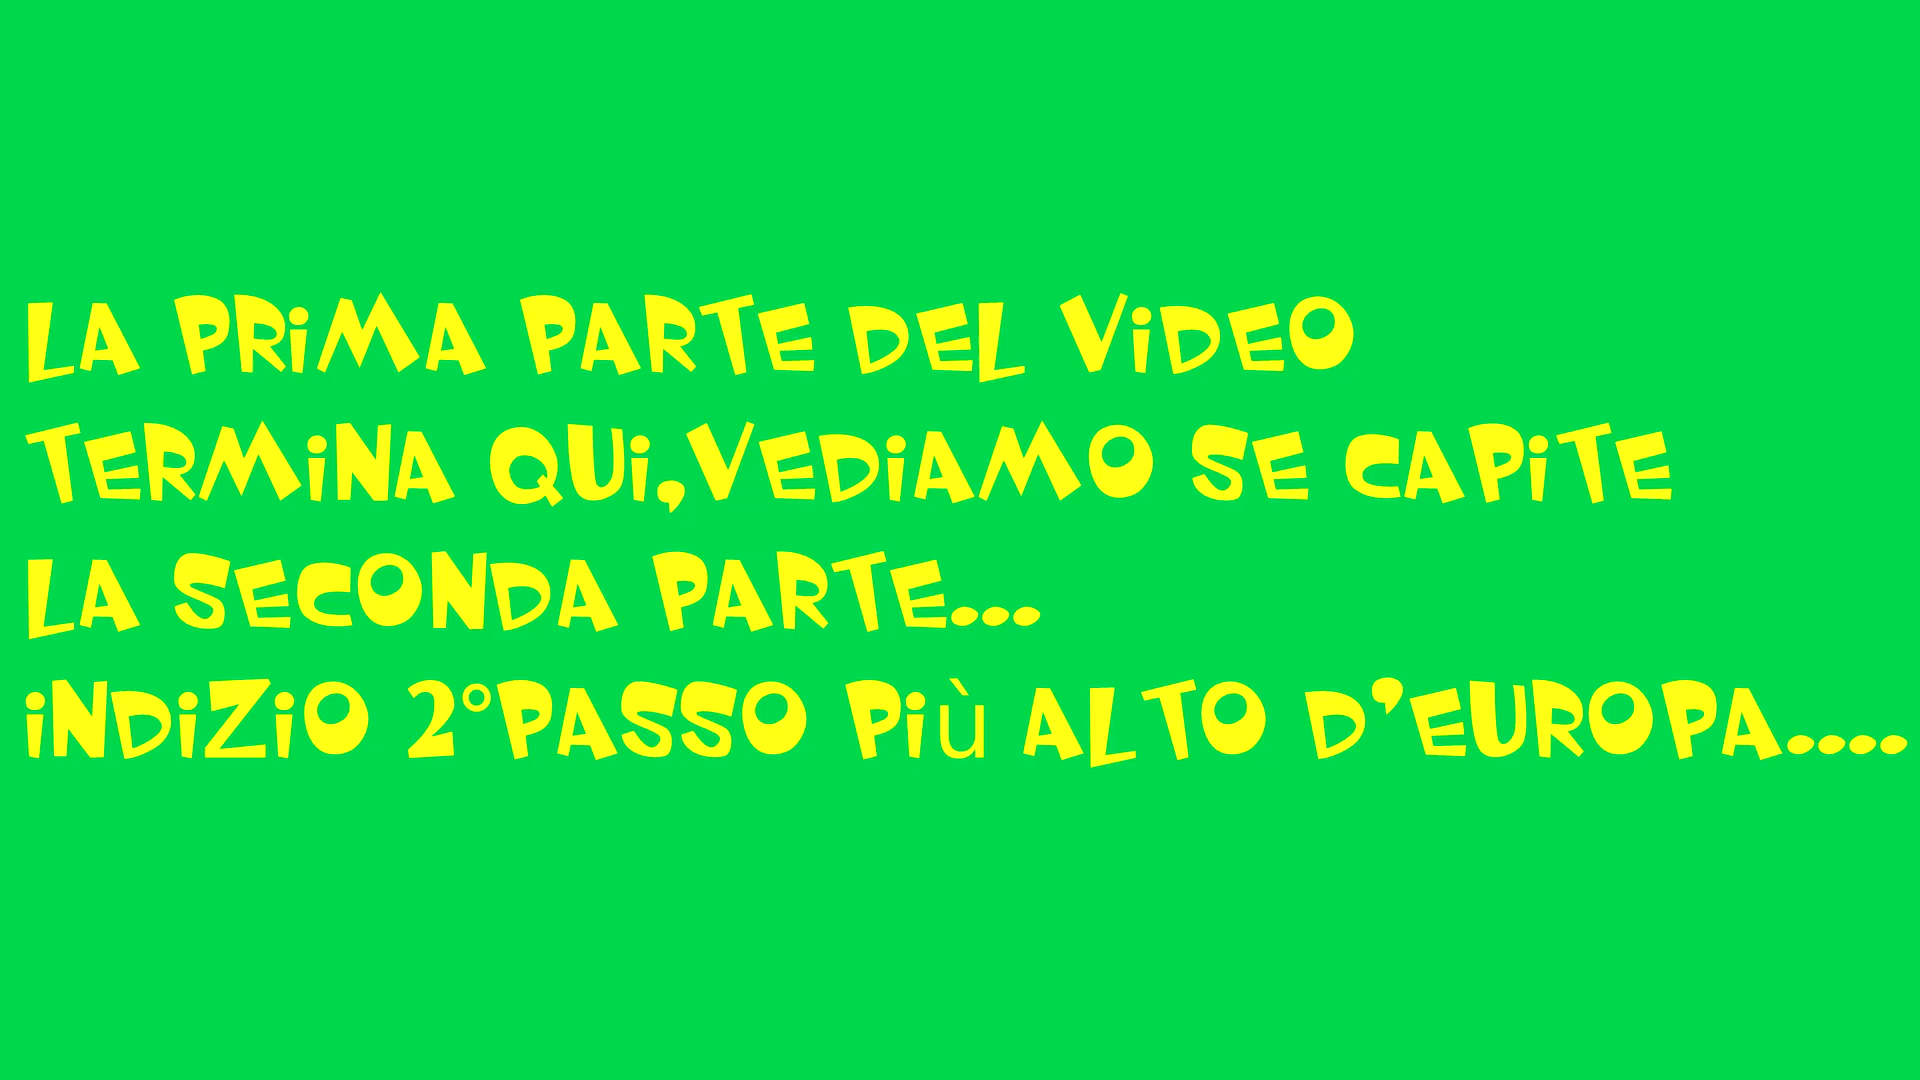 LA PRiMA PARTE DEL ViDEO
TERMiNA QUi,VEDiAMO SE CAPiTE
LA SECONDA PARTE...
iNDiZiO 2°PASSO Più ALTO D'EUROPA....